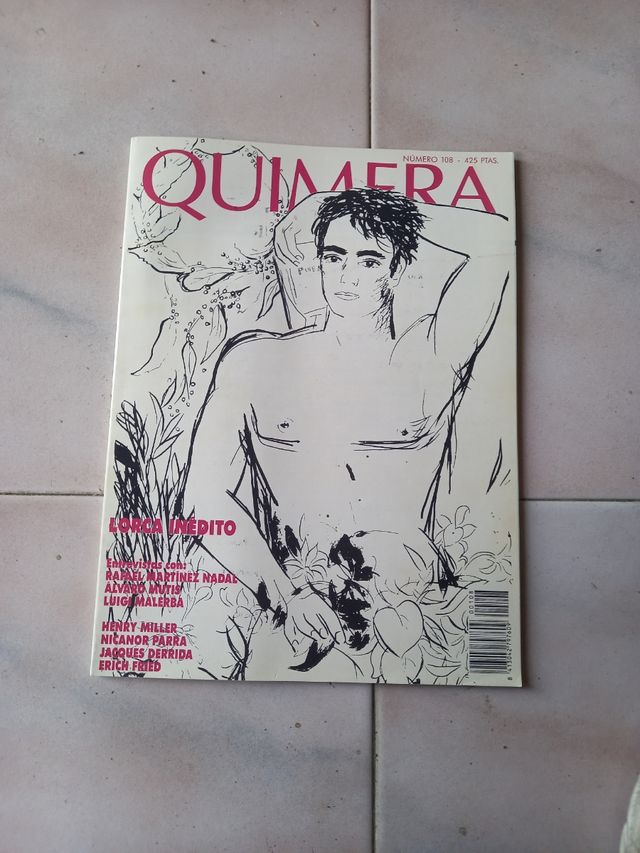 NÚMERO 108 - 425 PTAS.
QUIMERA
LORCA INÉDITO
Entrevistas con:
RAFAEL MARTÍNEZ NADAL
ÁLVARO MUTIS
LUIGI MALERBA
HENRY MILLER
NICANOR PARRA
JACQUES DERRIDA
ERICH FRIED
00108